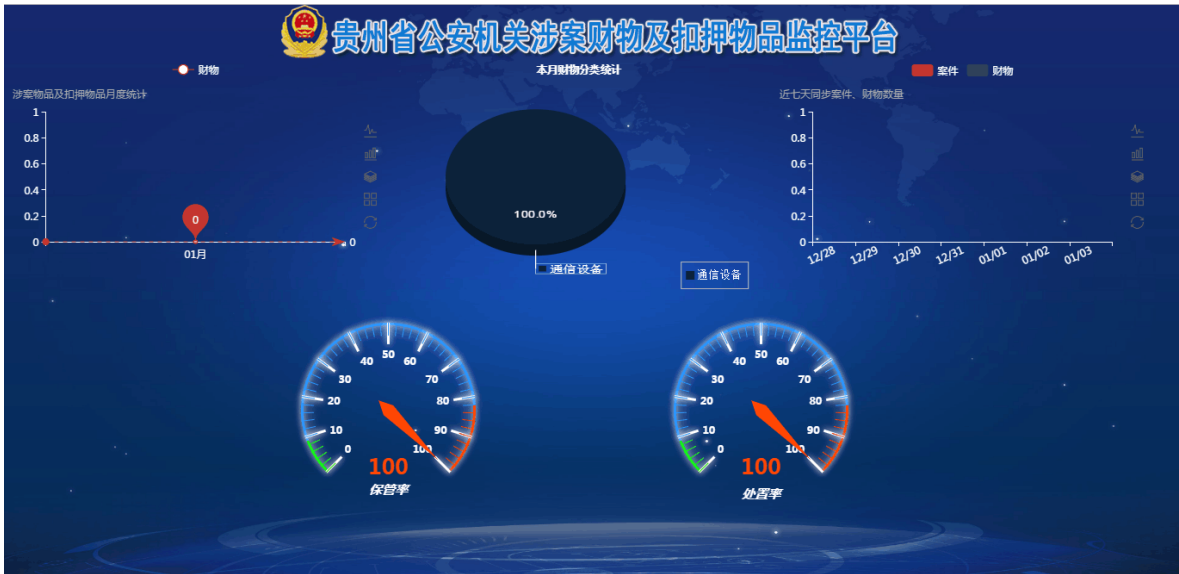 贵州省公安机关涉案财物及扣押物品监控平台
财物
本月财物分类统计
案件 财物
涉案物品及扣押物品月度统计
近七天同步案件、财物数量
1
0.8
0.6
0.4
0.2
0
0
0
01月
100.0%
通信设备
通信设备
1
0.8
0.6
0.4
0.2
0
12/28 12/29 12/30 12/31 01/01 01/02 01/03
0 10 20 30 40 50 60 70 80 90 100
100
保管率
0 10 20 30 40 50 60 70 80 90 100
100
处置率